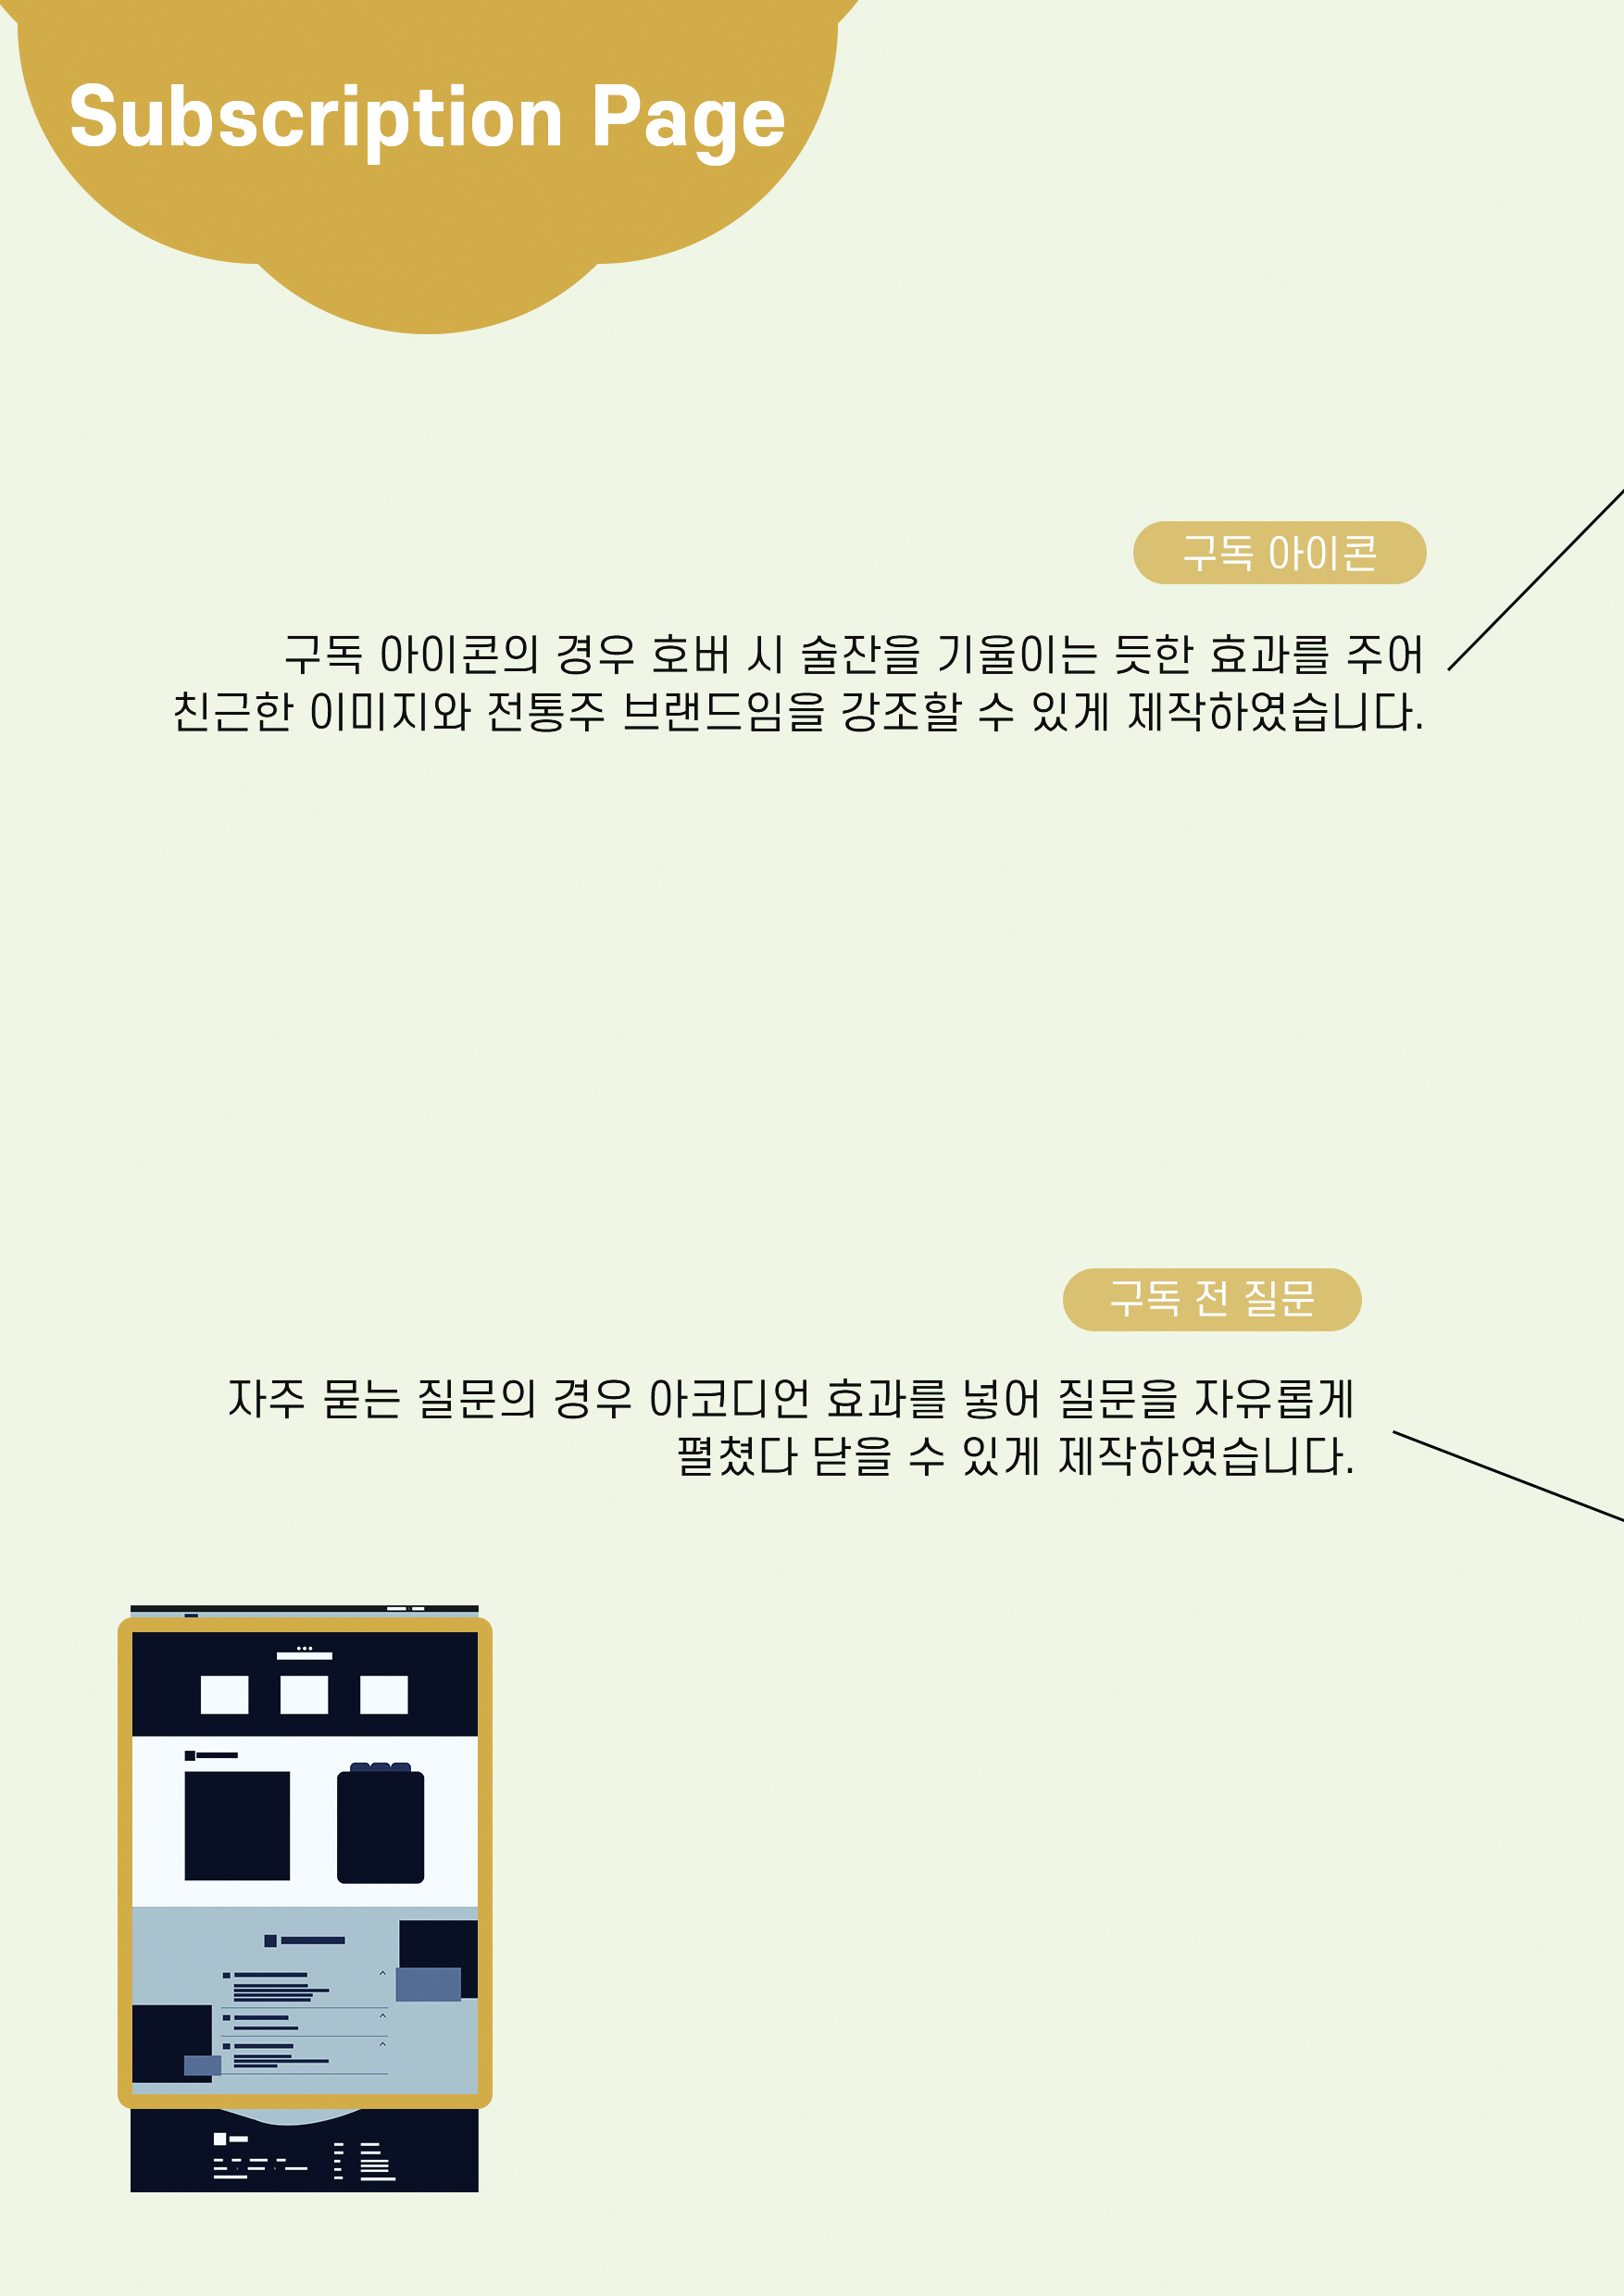 Subscription Page
구독 아이콘
구독 아이콘의 경우 호버 시 술잔을 기울이는 듯한 효과를 주어
친근한 이미지와 전통주 브랜드임을 강조할 수 있게 제작하였습니다.
구독 전 질문
자주 묻는 질문의 경우 아코디언 효과를 넣어 질문을 자유롭게
펼쳤다 닫을 수 있게 제작하였습니다.